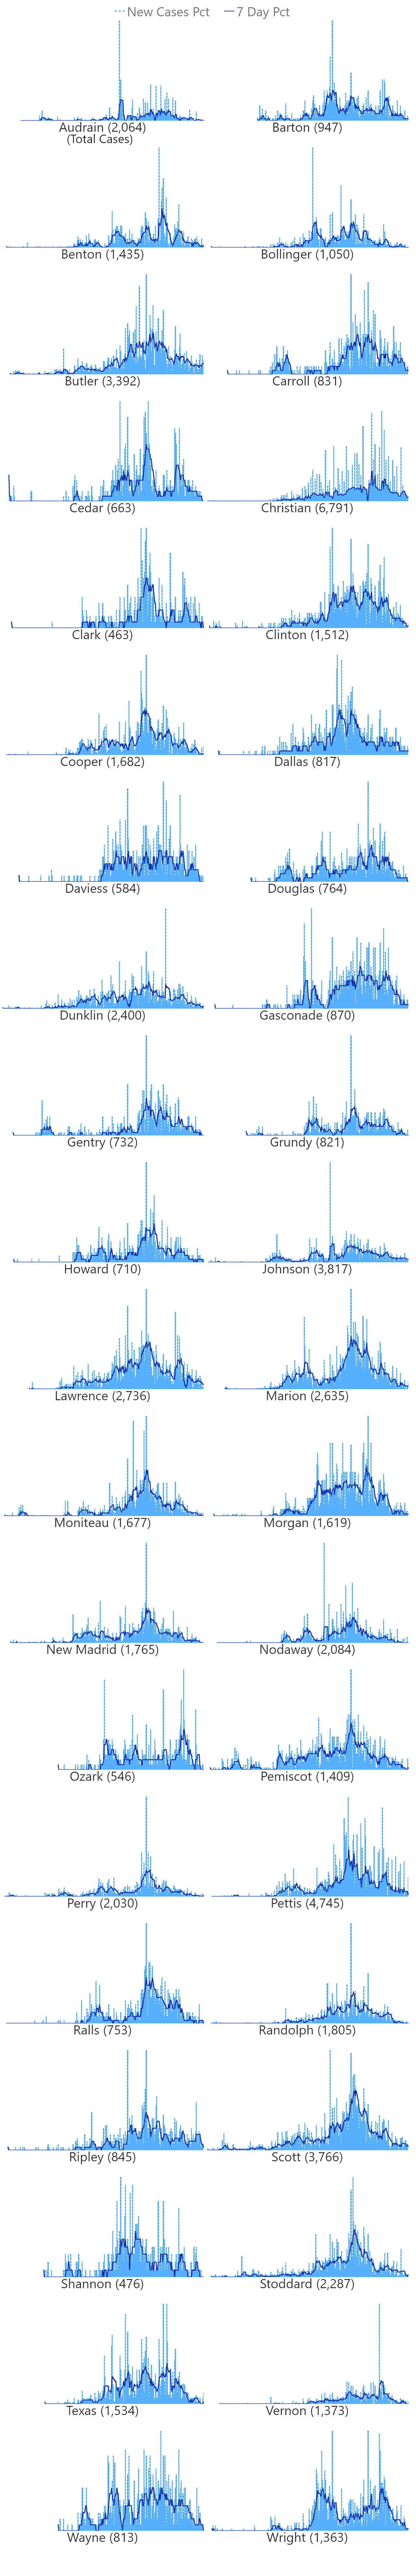 New Cases Pct 7 Day Pct
Audrain (2,064) Barton (947)
(Total Cases)
Benton (1,435) Bollinger (1,050)
Butler (3,392) Carroll (831)
Cedar (663) Christian (6,791)
Clark (463) Clinton (1,512)
Cooper (1,682) Dallas (817)
Daviess (584) Douglas (764)
Dunklin (2,400) Gasconade (870)
Gentry (732) Grundy (821)
Howard (710) Johnson (3,817)
Lawrence (2,736) Marion (2,635)
Moniteau (1,677) Morgan (1,619)
New Madrid (1,765) Nodaway (2,084)
Ozark (546) Pemiscot (1,409)
Perry (2,030) Pettis (4,745)
Ralls (753) Randolph (1,805)
Ripley (845) Scott (3,766)
Shannon (476) Stoddard (2,287)
Texas (1,534) Vernon (1,373)
Wayne (813) Wright (1,363)